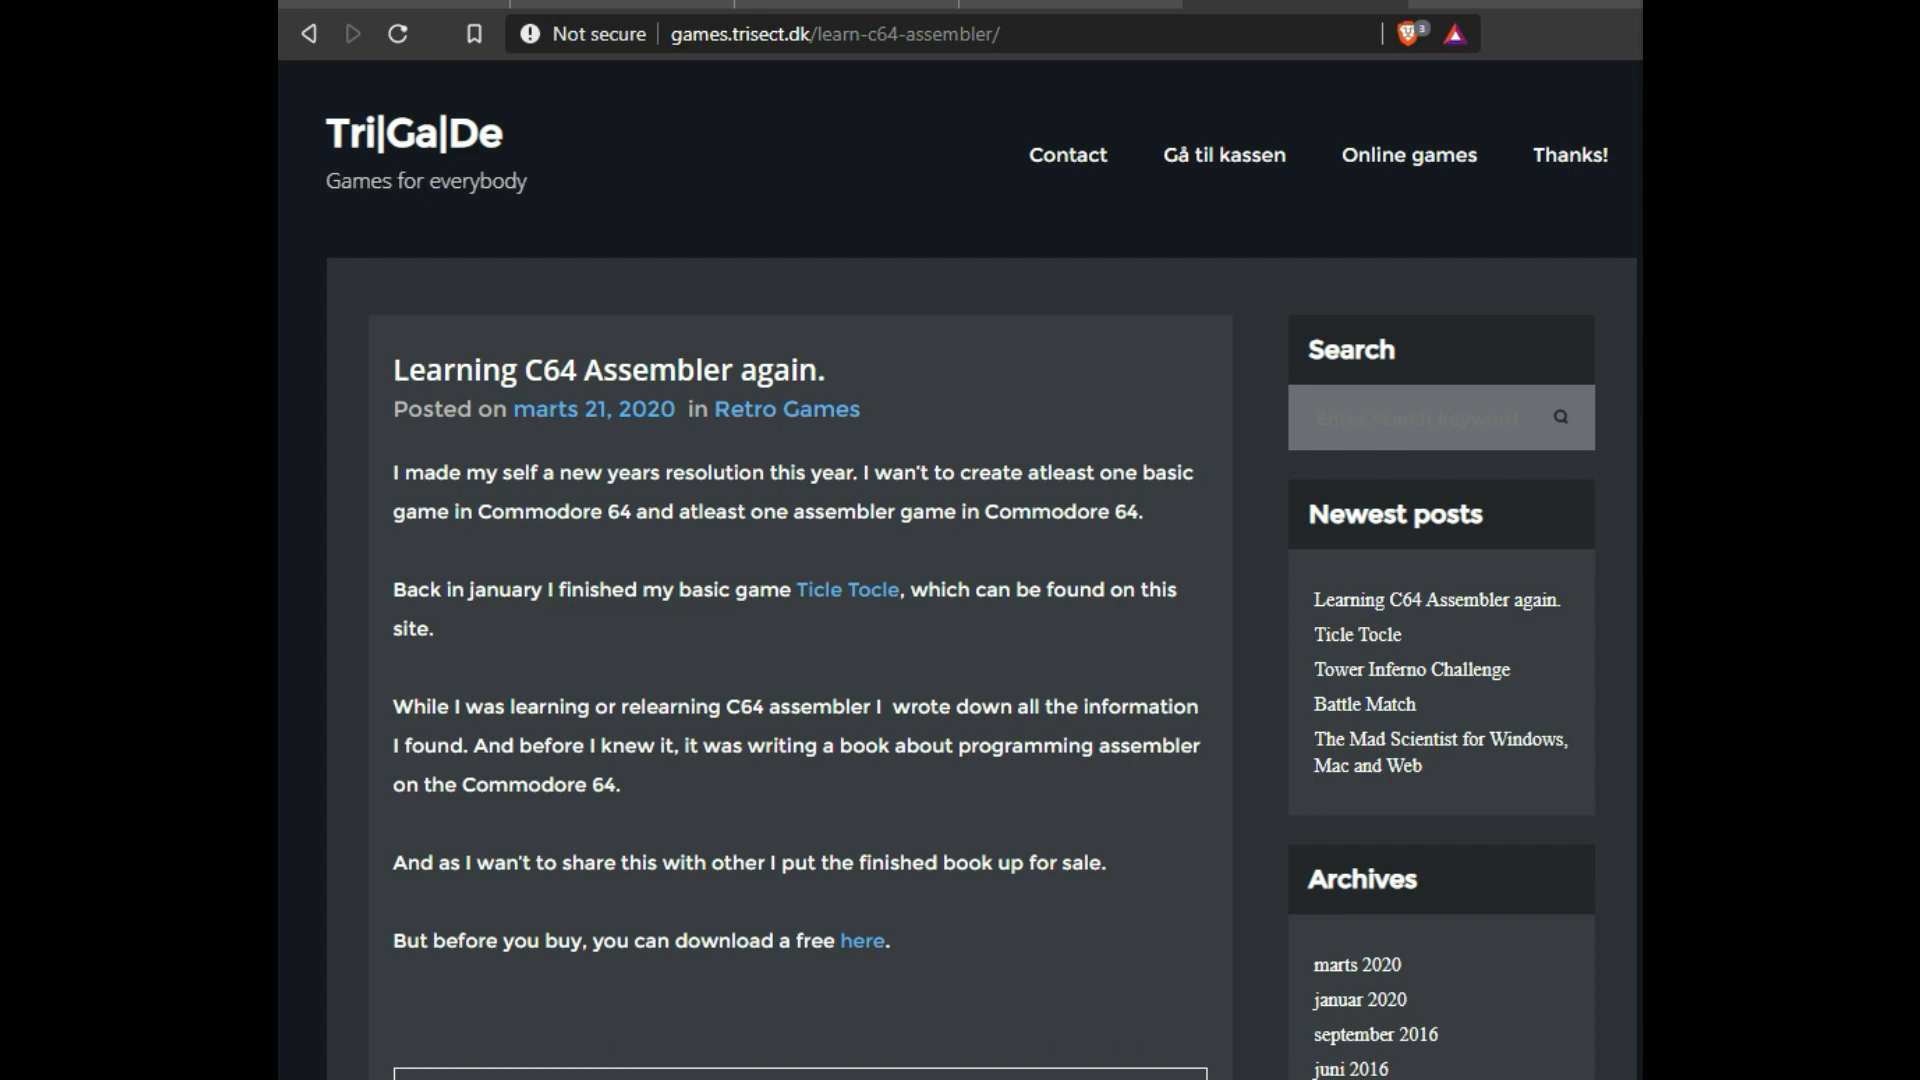 Not secure games.trisect.dk/learn-c64-assembler/ 3
Tri|Ga|De
Games for everybody
Contact Gå til kassen Online games Thanks!
Learning C64 Assembler again.
Posted on marts 21, 2020 in Retro Games
I made my self a new years resolution this year. I wan't to create atleast one basic
game in Commodore 64 and atleast one assembler game in Commodore 64.
Back in january I finished my basic game Ticle Tocle, which can be found on this
site.
While I was learning or relearning C64 assembler I wrote down all the information
I found. And before I knew it, it was writing a book about programming assembler
on the Commodore 64.
And as I wan't to share this with other I put the finished book up for sale.
But before you buy, you can download a free here.
Search
Enter search keyword
Newest posts
Learning C64 Assembler again.
Ticle Tocle
Tower Inferno Challenge
Battle Match
The Mad Scientist for Windows,
Mac and Web
Archives
marts 2020
januar 2020
september 2016
juni 2016